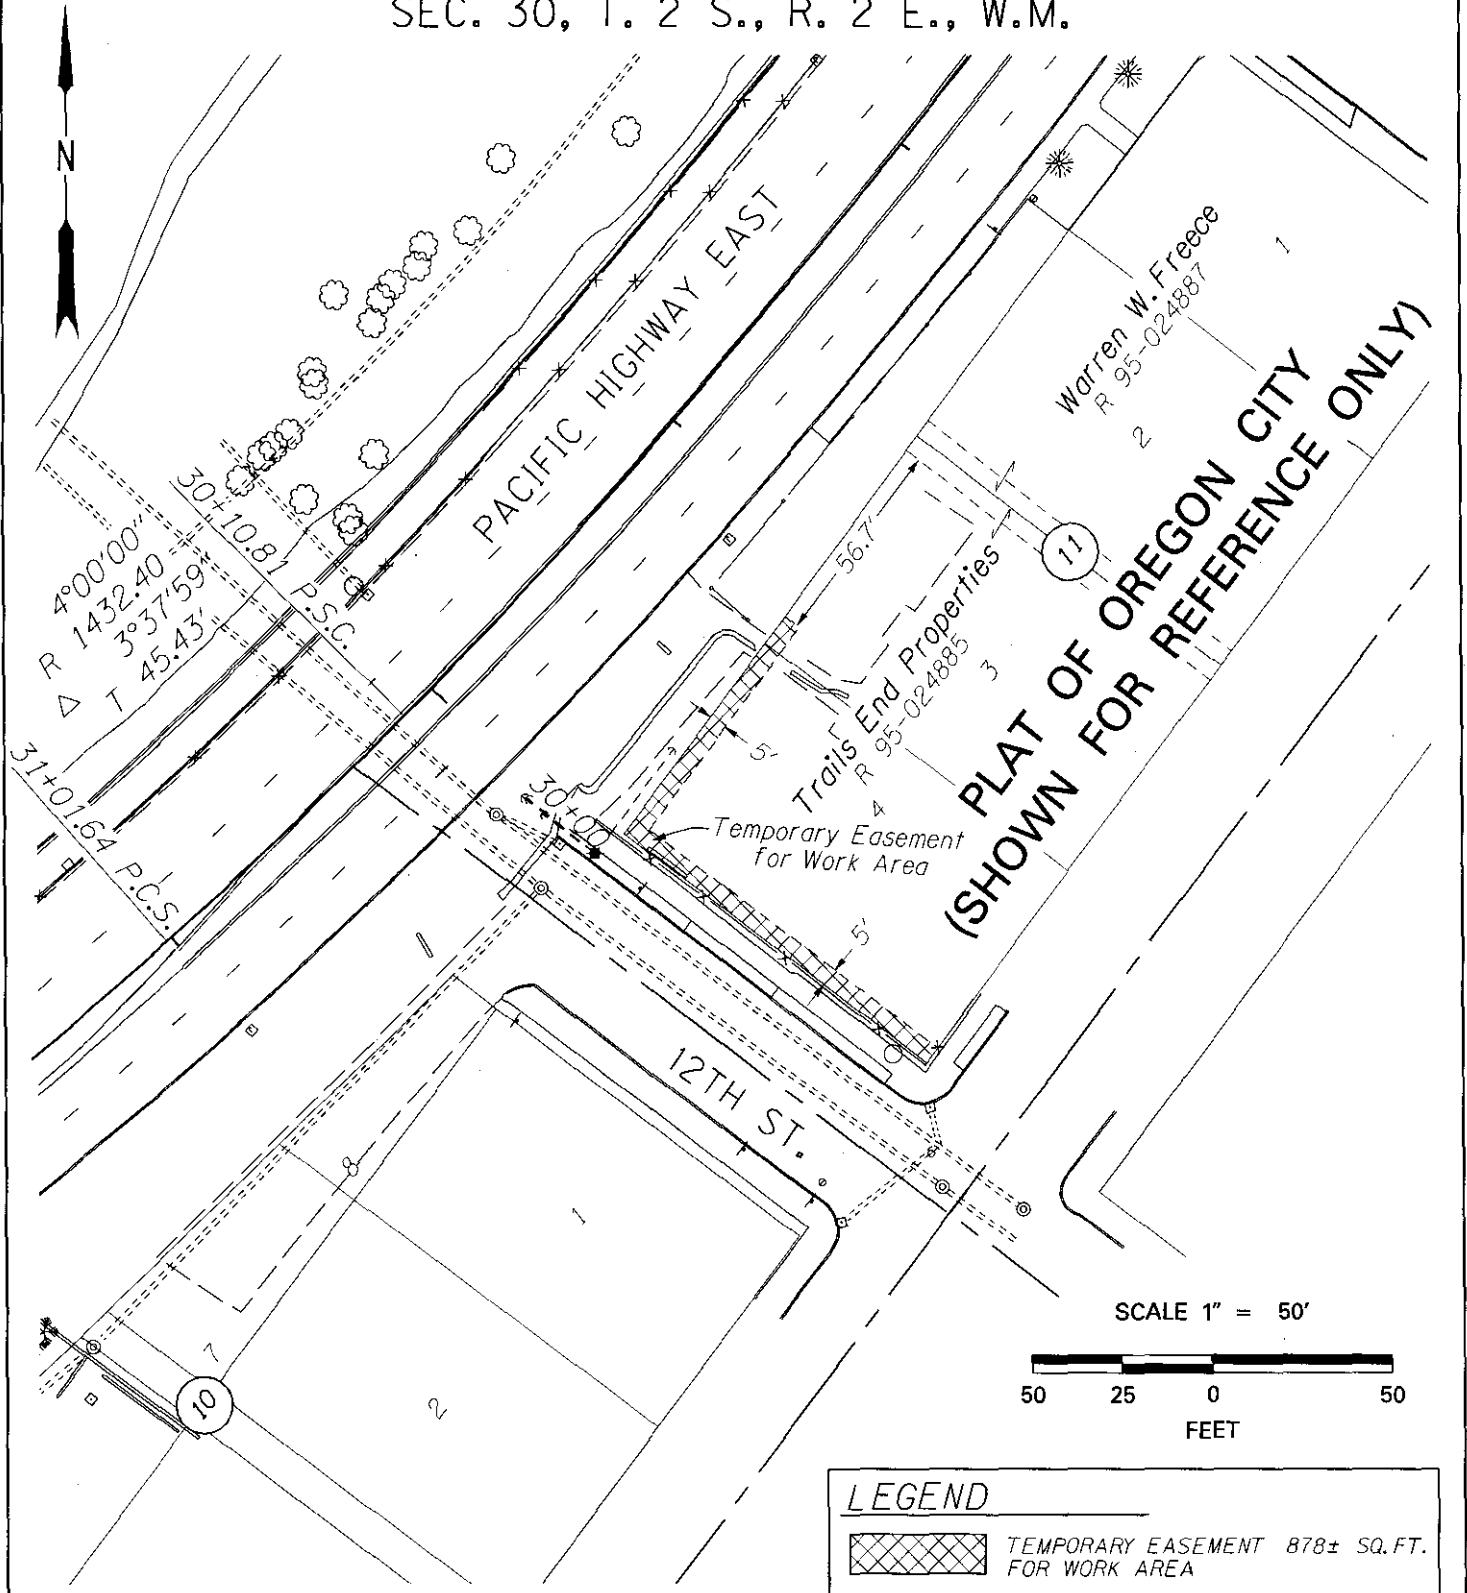 SEC. 30, T. 2 S., R. 2 E., W.M.
N
PACIFIC HIGHWAY EAST
Warren W. Freece
R 95-024887
1
2
PLAT OF OREGON CITY
(SHOWN FOR REFERENCE ONLY)
11
56.7'
30+10.81 P.S.C.
4°00'00"
R 1432.40
Δ 3°37'59"
T 45.43'
31+01.64 P.C.S.
Trails End Properties
R 95-024885
3
4
5'
30+00
Temporary Easement
for Work Area
5'
12TH ST.
8
1
7
10
2
SCALE 1" = 50'
50 25 0 50
FEET
LEGEND
TEMPORARY EASEMENT 878± SQ.FT.
FOR WORK AREA